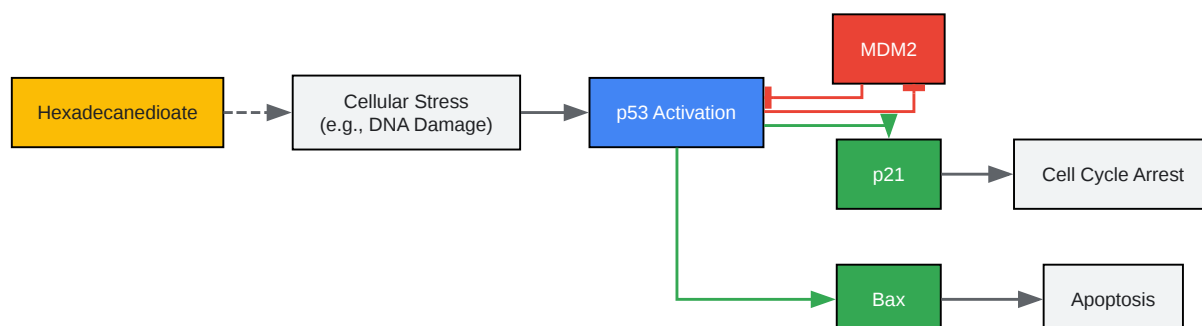 MDM2
Hexadecanedioate
Cellular Stress
(e.g., DNA Damage)
p53 Activation
p21
Cell Cycle Arrest
Bax
Apoptosis